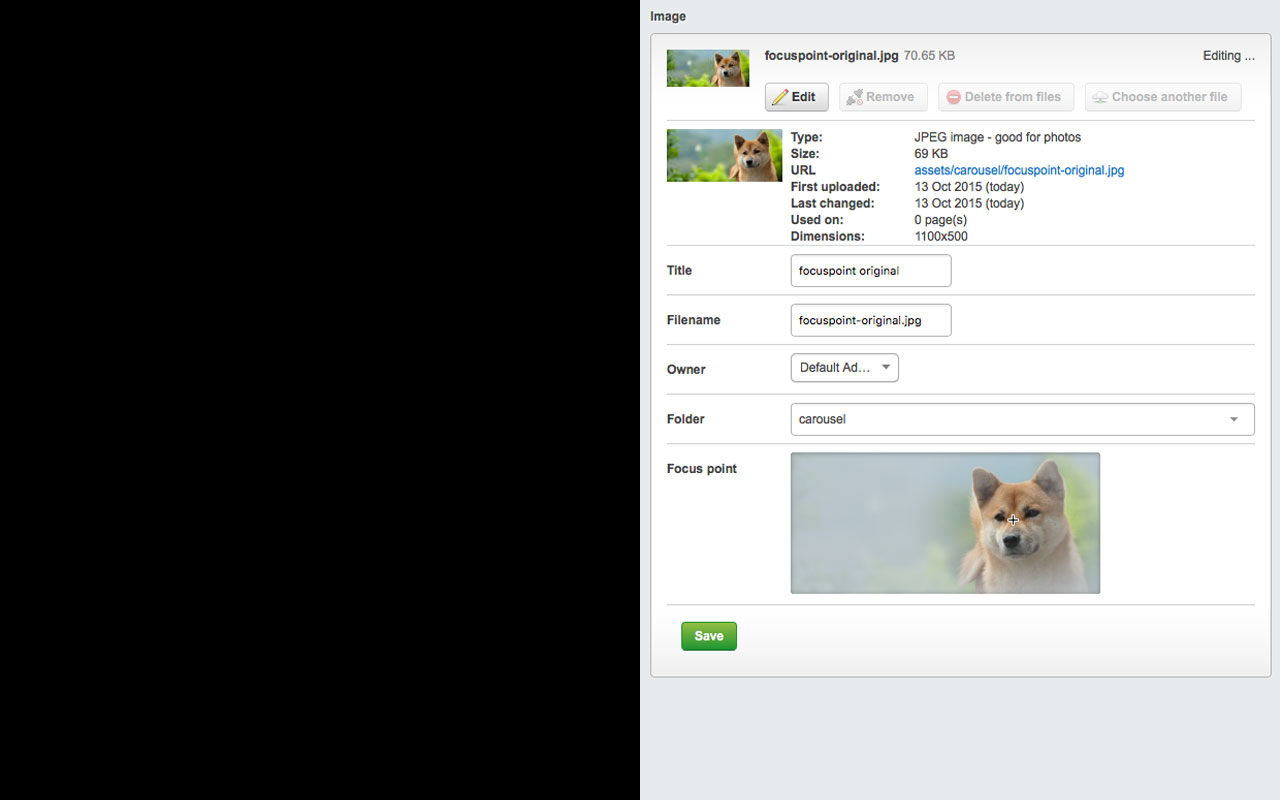 Image
focuspoint-original.jpg 70.65 KB Editing ...
Edit Remove Delete from files Choose another file
Type: JPEG image - good for photos
Size: 69 KB
URL assets/carousel/focuspoint-original.jpg
First uploaded: 13 Oct 2015 (today)
Last changed: 13 Oct 2015 (today)
Used on: 0 page(s)
Dimensions: 1100x500
Title focuspoint original
Filename focuspoint-original.jpg
Owner Default Ad...
Folder carousel
Focus point
Save